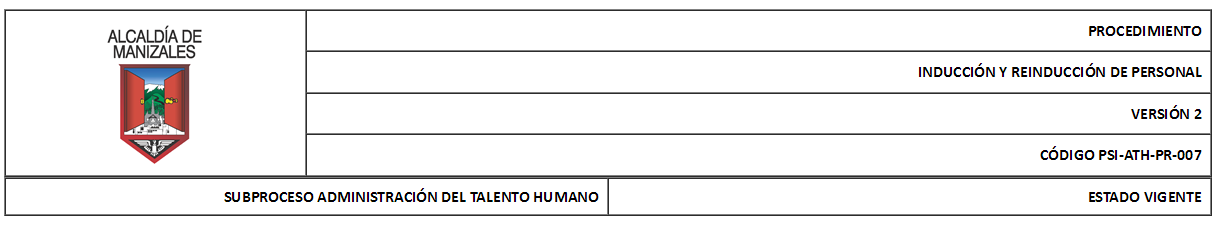 ALCALDÍA DE
MANIZALES
PROCEDIMIENTO
INDUCCIÓN Y REINDUCCIÓN DE PERSONAL
VERSIÓN 2
CÓDIGO PSI-ATH-PR-007
SUBPROCESO ADMINISTRACIÓN DEL TALENTO HUMANO
ESTADO VIGENTE